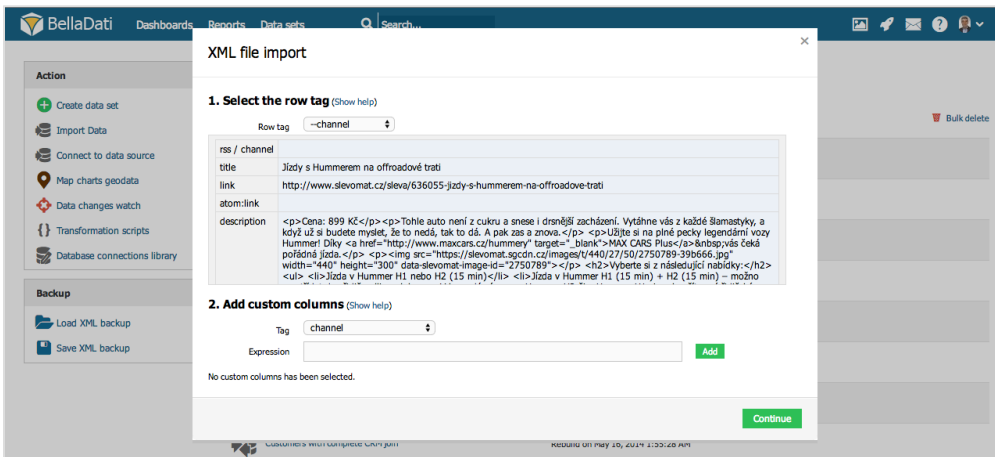 BellaDati Dashboards Reports Data sets Search...
XML file import
Action
Create data set
Import Data
Connect to data source
Map charts geodata
Data changes watch
Transformation scripts
Database connections library
Backup
Load XML backup
Save XML backup
Bulk delete
1. Select the row tag (Show help)
Row tag --channel
rss / channel
title Jízdy s Hummerem na offroadové trati
link http://www.slevomat.cz/sleva/636055-jizdy-s-hummerem-na-offroadove-trati
atom:link
description <p>Cena: 899 Kč</p><p>Tohle auto není z cukru a snese i drsnější zacházení. Vytáhne vás z každé šlamastyky, a
když už si budete myslet, že to nedá, tak to dá. A pak zas a znova.</p> <p>Užijte si na plné pecky legendární vozy
Hummer! Díky <a href="http://www.maxcars.cz/hummery" target="_blank">MAX CARS Plus</a>&nbsp;vás čeká
pořádná jízda.</p> <p><img src="https://slevomat.sgcdn.cz/images/t/440/27/50/2750789-39b666.jpg"
width="440" height="300" data-slevomat-image-id="2750789"></p> <h2>Vyberte si z následující nabídky:</h2>
<ul> <li>Jízda v Hummer H1 nebo H2 (15 min)</li> <li>Jízda v Hummer H1 (15 min) + H2 (15 min) – možno
2. Add custom columns (Show help)
Tag channel
Expression Add
No custom columns has been selected.
Continue
Customers with complete CRM join Rebuild on May 16, 2014 1:55:28 AM